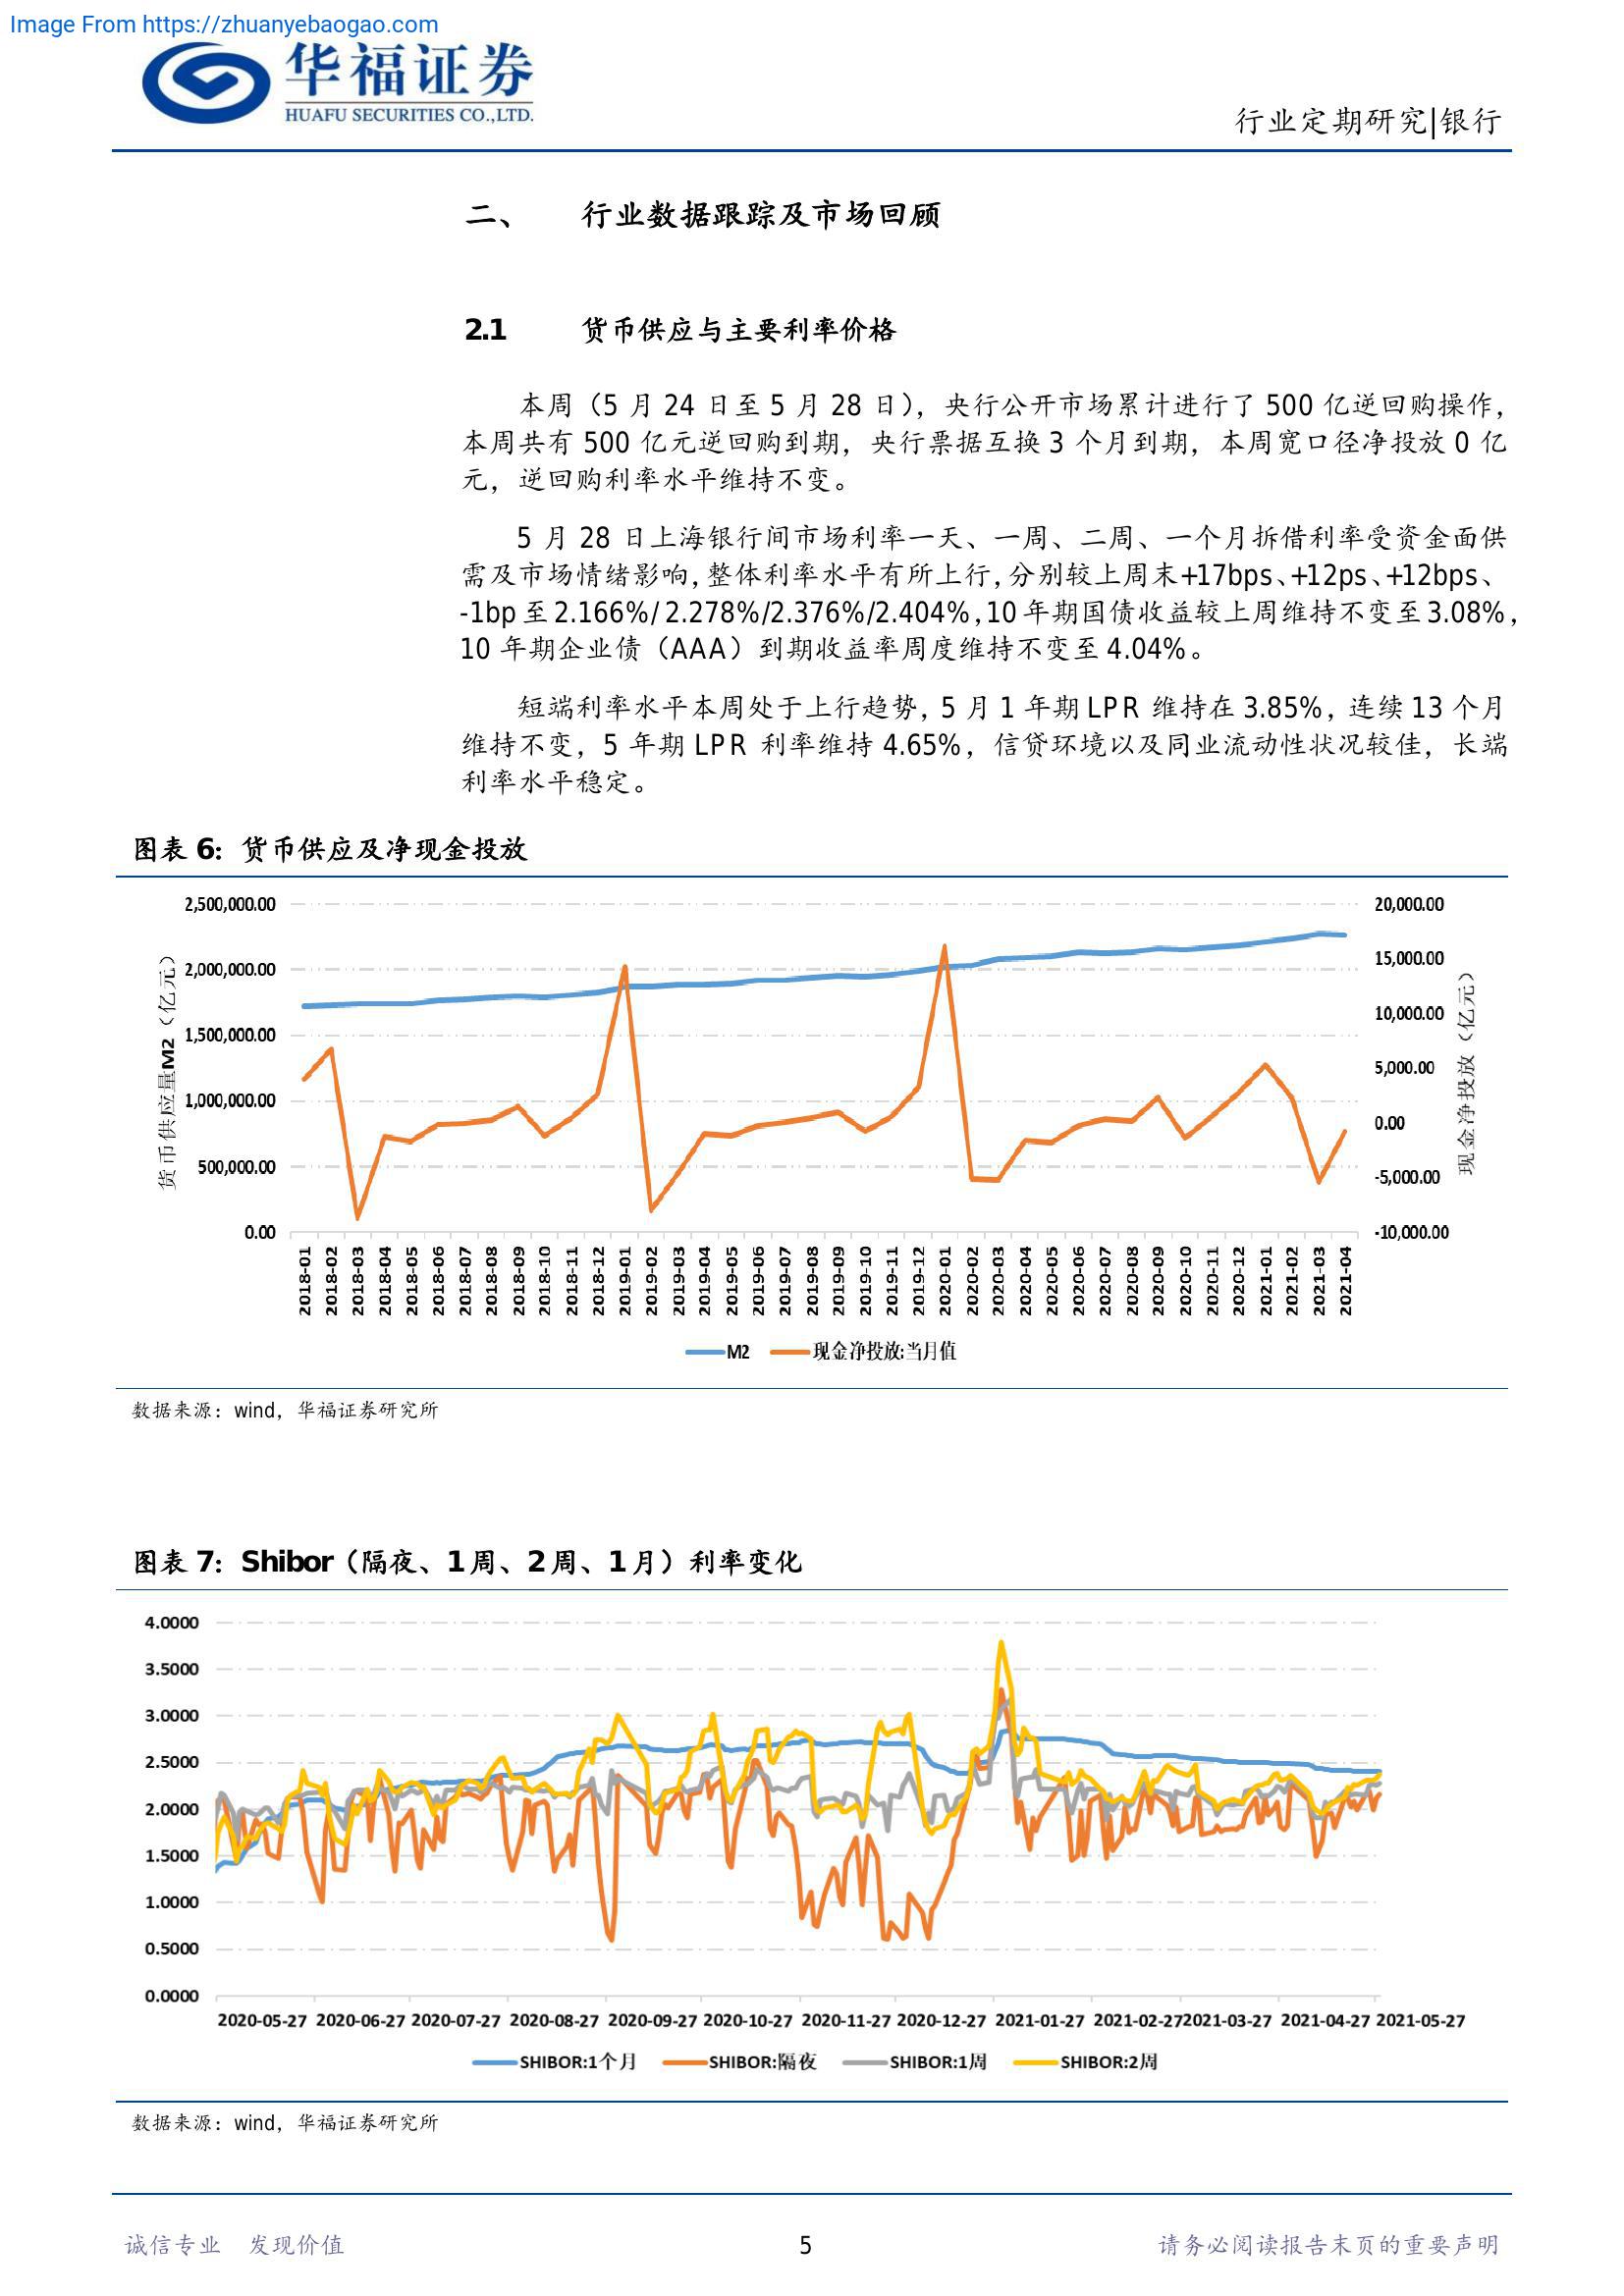 Image From https://zhuanyebaogao.com
华福证券
HUAFU SECURITIES CO.,LTD.
行业定期研究|银行
二、 行业数据跟踪及市场回顾
2.1 货币供应与主要利率价格
本周（5 月 24 日至 5 月 28 日），央行公开市场累计进行了 500 亿逆回购操作，
本周共有 500 亿元逆回购到期，央行票据互换 3 个月到期，本周宽口径净投放 0 亿
元，逆回购利率水平维持不变。
5 月 28 日上海银行间市场利率一天、一周、二周、一个月拆借利率受资金面供
需及市场情绪影响，整体利率水平有所上行，分别较上周末+17bps、+12ps、+12bps、
-1bp 至 2.166%/ 2.278%/2.376%/2.404%，10 年期国债收益较上周维持不变至 3.08%，
10 年期企业债（AAA）到期收益率周度维持不变至 4.04%。
短端利率水平本周处于上行趋势，5 月 1 年期 LPR 维持在 3.85%，连续 13 个月
维持不变，5 年期 LPR 利率维持 4.65%，信贷环境以及同业流动性状况较佳，长端
利率水平稳定。
图表 6：货币供应及净现金投放
货币供应量M2（亿元）
2,500,000.00
2,000,000.00
1,500,000.00
1,000,000.00
500,000.00
0.00
20,000.00
15,000.00
10,000.00
5,000.00
0.00
-5,000.00
-10,000.00
现金净投放（亿元）
2018-01 2018-02 2018-03 2018-04 2018-05 2018-06 2018-07 2018-08 2018-09 2018-10 2018-11 2018-12 2019-01 2019-02 2019-03 2019-04 2019-05 2019-06 2019-07 2019-08 2019-09 2019-10 2019-11 2019-12 2020-01 2020-02 2020-03 2020-04 2020-05 2020-06 2020-07 2020-08 2020-09 2020-10 2020-11 2020-12 2021-01 2021-02 2021-03 2021-04
M2 现金净投放:当月值
数据来源：wind，华福证券研究所
图表 7：Shibor（隔夜、1 周、2 周、1 月）利率变化
4.0000
3.5000
3.0000
2.5000
2.0000
1.5000
1.0000
0.5000
0.0000
2020-05-27 2020-06-27 2020-07-27 2020-08-27 2020-09-27 2020-10-27 2020-11-27 2020-12-27 2021-01-27 2021-02-27 2021-03-27 2021-04-27 2021-05-27
SHIBOR:1个月 SHIBOR:隔夜 SHIBOR:1周 SHIBOR:2周
数据来源：wind，华福证券研究所
诚信专业 发现价值 5 请务必阅读报告末页的重要声明